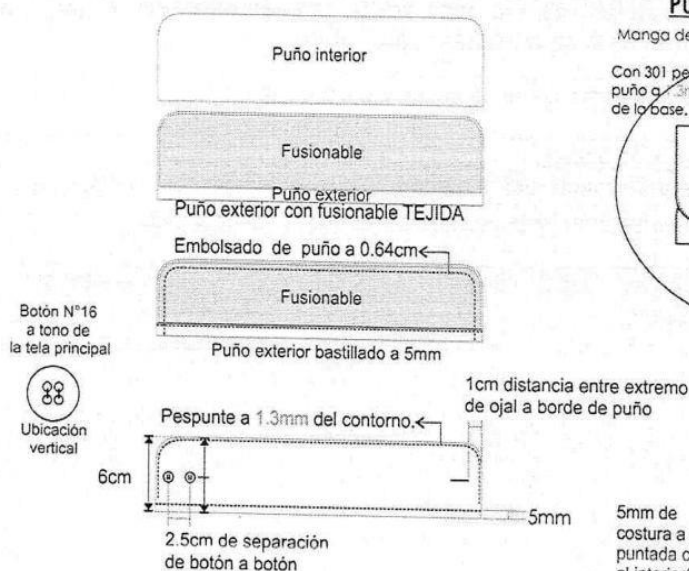 Puño interior
Fusionable
Puño exterior
Puño exterior con fusionable TEJIDA
Embolsado de puño a 0.64cm
Fusionable
Puño exterior bastillado a 5mm
Botón N°16
a tono de
la tela principal
Ubicación
vertical
1cm distancia entre extremo
de ojal a borde de puño
Pespunte a 1.3mm del contorno.
6cm
5mm
2.5cm de separación
de botón a botón
Manga de
Con 301 pe
puño a 1.3m
de la base.
5mm de
costura a
puntada